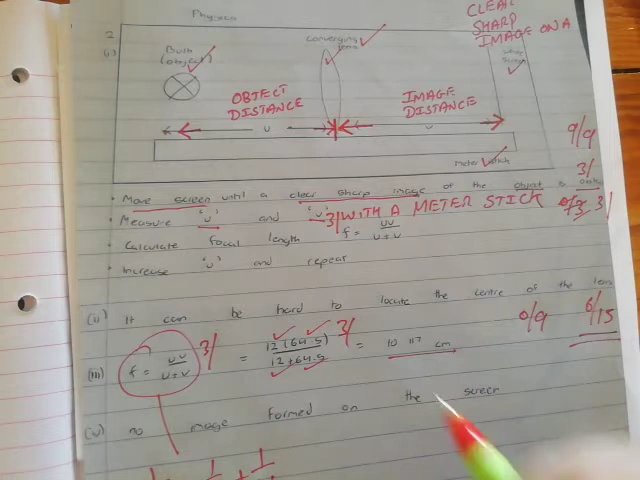 Physics
2
(i)
CLEAR
SHARP
IMAGE ON A
Bulb
(object)
converging
lens
white
screen
OBJECT
DISTANCE
IMAGE
DISTANCE
u
v
meter stick
9/9
• Move screen until a clear sharp image of the object is
3/
• Measure 'u' and 'v' 3/ WITH A METER STICK
3/
• Calculate focal length f = uv
u+v
• Increase 'u' and repeat
(ii) It can be hard to locate the centre of the lens
0/9
6/15
(iii) f = uv
u+v
3/
= 12(64.5)
12+64.5
3/
= 10.117 cm
(iv) no image formed on the screen